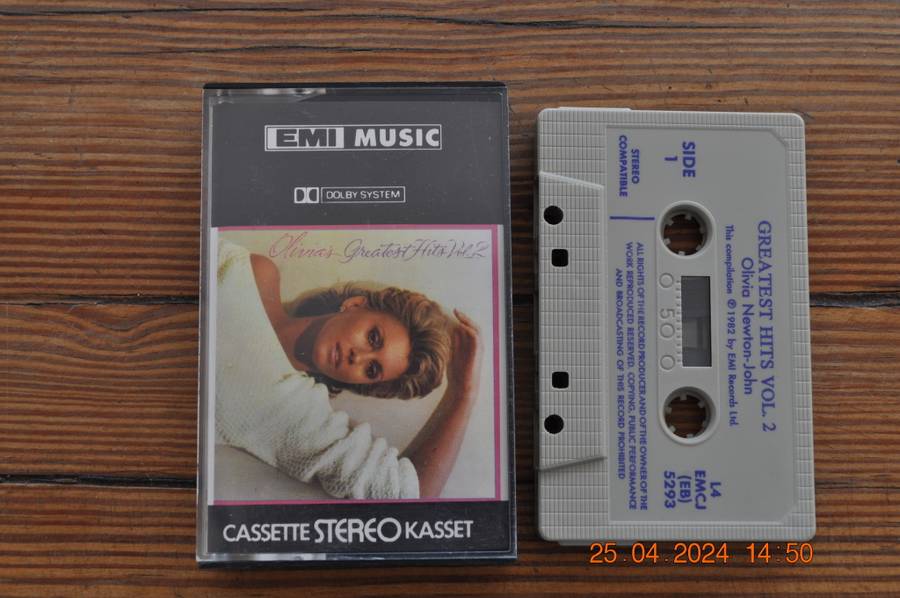 EMI MUSIC
DOLBY SYSTEM
Olivia's Greatest Hits Vol. 2
CASSETTE STEREO KASSET
GREATEST HITS VOL. 2
Olivia Newton-John
This compilation ℗ 1982 by EMI Records Ltd.
SIDE
1
STEREO
COMPATIBLE
L4
EMCJ
(EB)
5293
0 50 0
ALL RIGHTS OF THE RECORD PRODUCER AND OF THE OWNER OF THE
WORK REPRODUCED RESERVED. COPYING, PUBLIC PERFORMANCE
AND BROADCASTING OF THIS RECORD PROHIBITED
25.04.2024 14:50